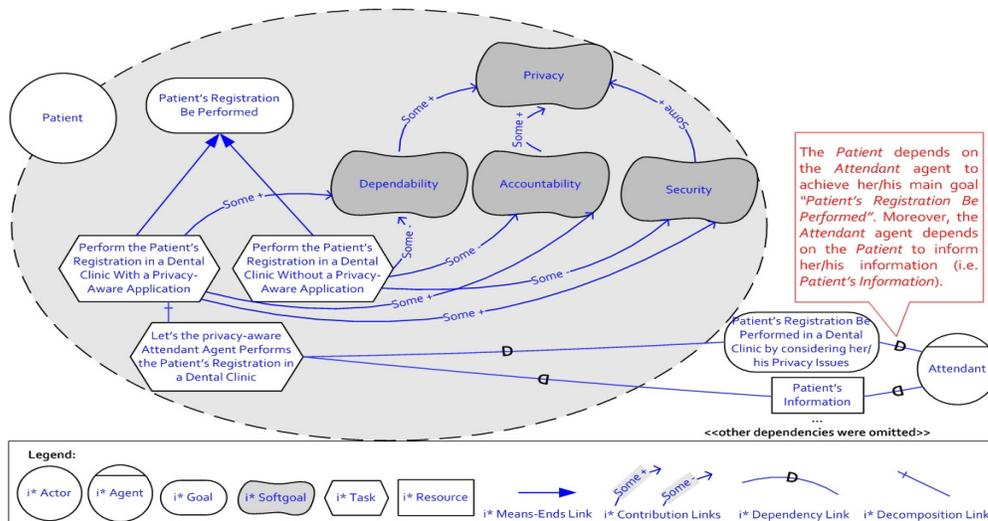 Privacy
Patient's Registration
Be Performed
Patient
Some +
Some +
Some +
Dependability
Accountability
Security
Some +
The Patient depends on
the Attendant agent to
achieve her/his main goal
"Patient's Registration Be
Performed". Moreover, the
Attendant agent depends
on the Patient to inform
her/his information (i.e.
Patient's Information).
Perform the Patient's
Registration in a Dental
Clinic With a Privacy-
Aware Application
Perform the Patient's
Registration in a Dental
Clinic Without a Privacy-
Aware Application
Some -
Some -
Some -
Some +
Some +
Let's the privacy-aware
Attendant Agent Performs
the Patient's Registration in
a Dental Clinic
D
D
Patient's Registration Be
Performed in a Dental
Clinic by considering her/
his Privacy Issues
D
D
Attendant
Patient's
Information
...
<<other dependencies were omitted>>
Legend:
i* Actor
i* Agent
i* Goal
i* Softgoal
i* Task
i* Resource
i* Means-Ends Link
Some +
Some -
i* Contribution Links
D
i* Dependency Link
i* Decomposition Link